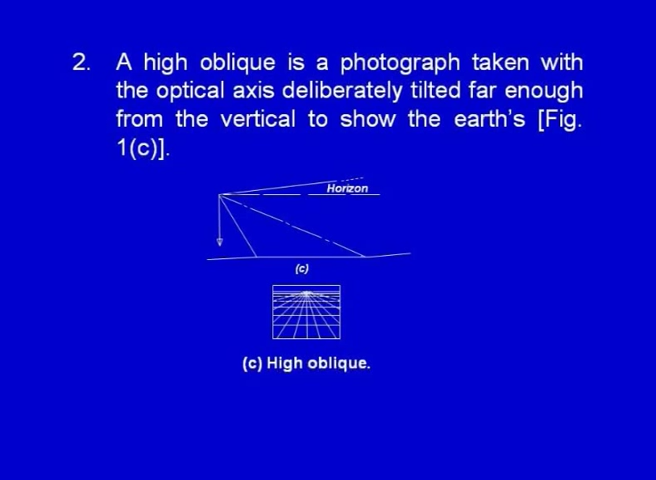 2. A high oblique is a photograph taken with
the optical axis deliberately tilted far enough
from the vertical to show the earth's [Fig.
1(c)].
Horizon
(c)
(c) High oblique.